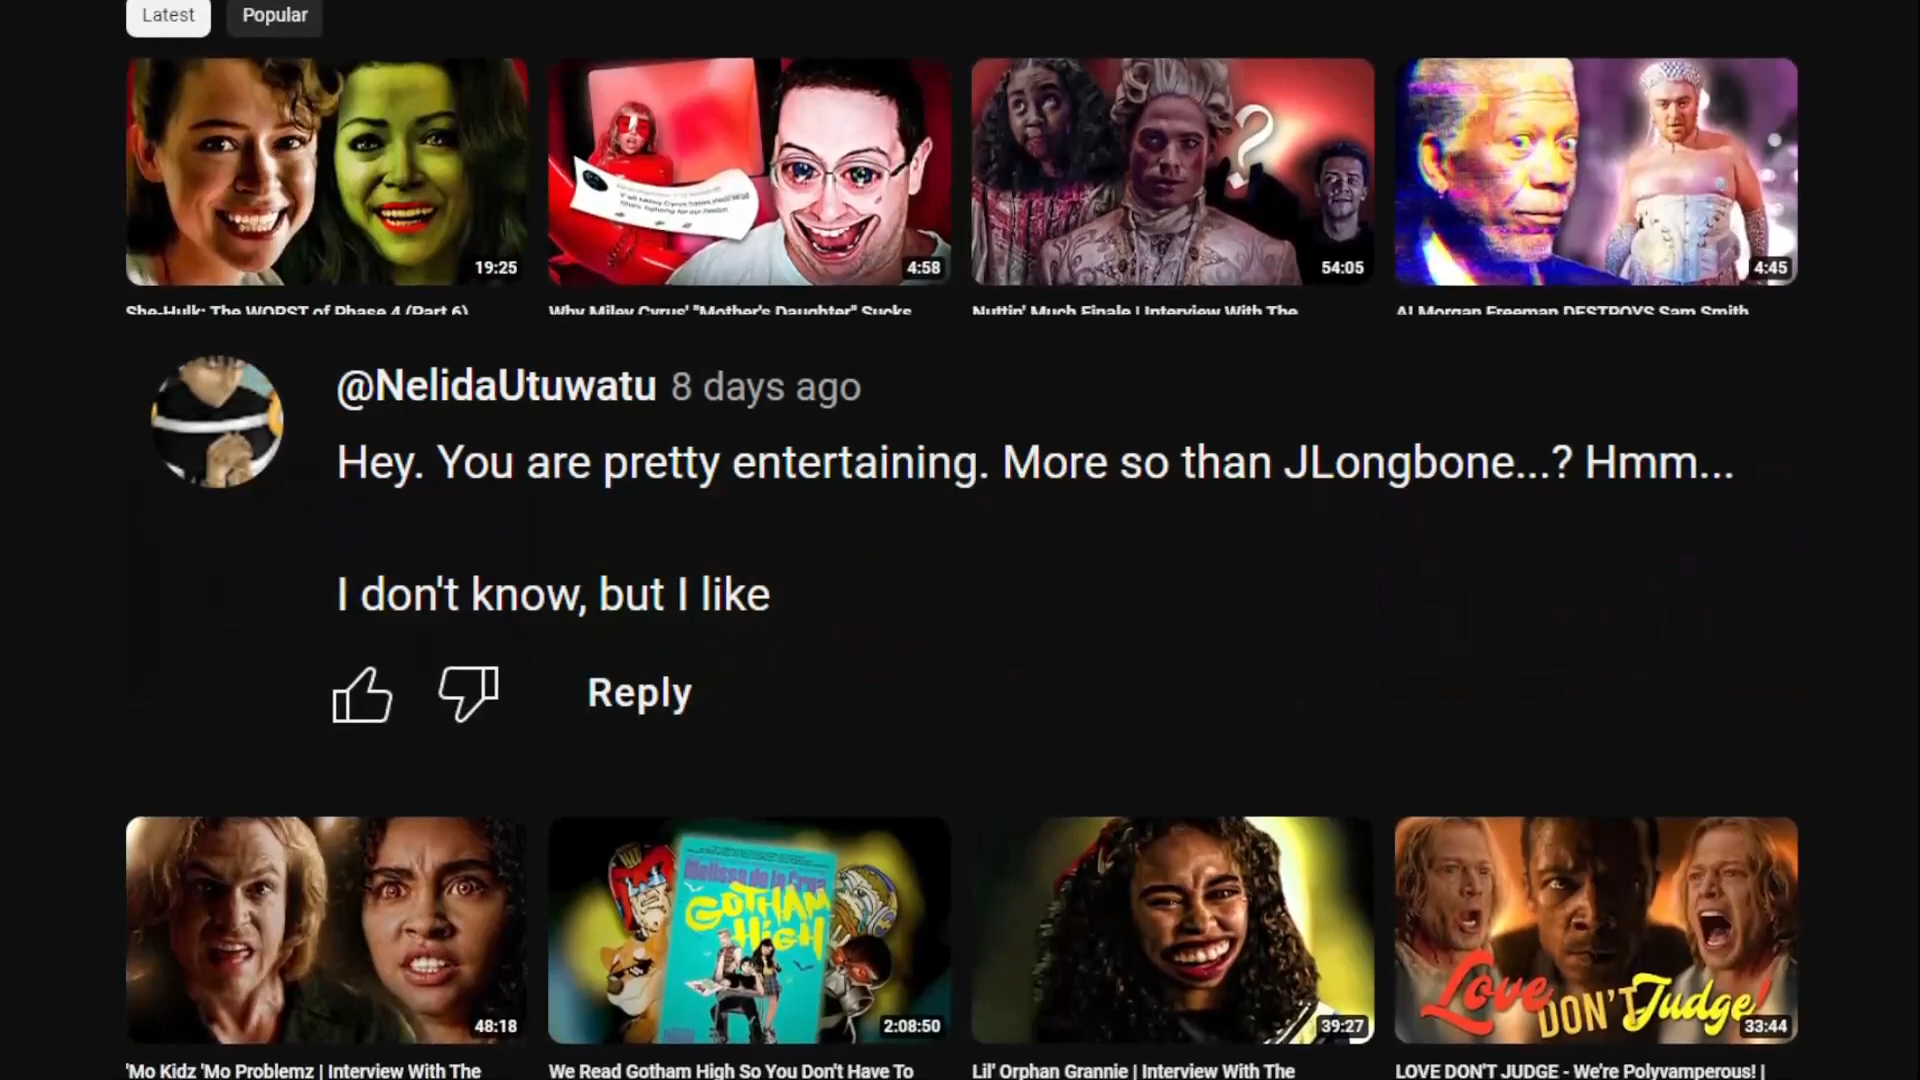 Latest
Popular
19:25
4:58
54:05
4:45
She-Hulk: The WORST of Phase 4 (Part 6)
Why Miley Cyrus' "Mother's Daughter" Sucks
Nuttin' Much Finale | Interview With The
AI Morgan Freeman DESTROYS Sam Smith
@NelidaUtuwatu 8 days ago
Hey. You are pretty entertaining. More so than JLongbone...? Hmm...
I don't know, but I like
Reply
Melissa de la Cruz
GOTHAM
HIGH
Love
DON'T Judge!
48:18
2:08:50
39:27
33:44
'Mo Kidz 'Mo Problemz | Interview With The
We Read Gotham High So You Don't Have To
Lil' Orphan Grannie | Interview With The
LOVE DON'T JUDGE - We're Polyvamperous! |